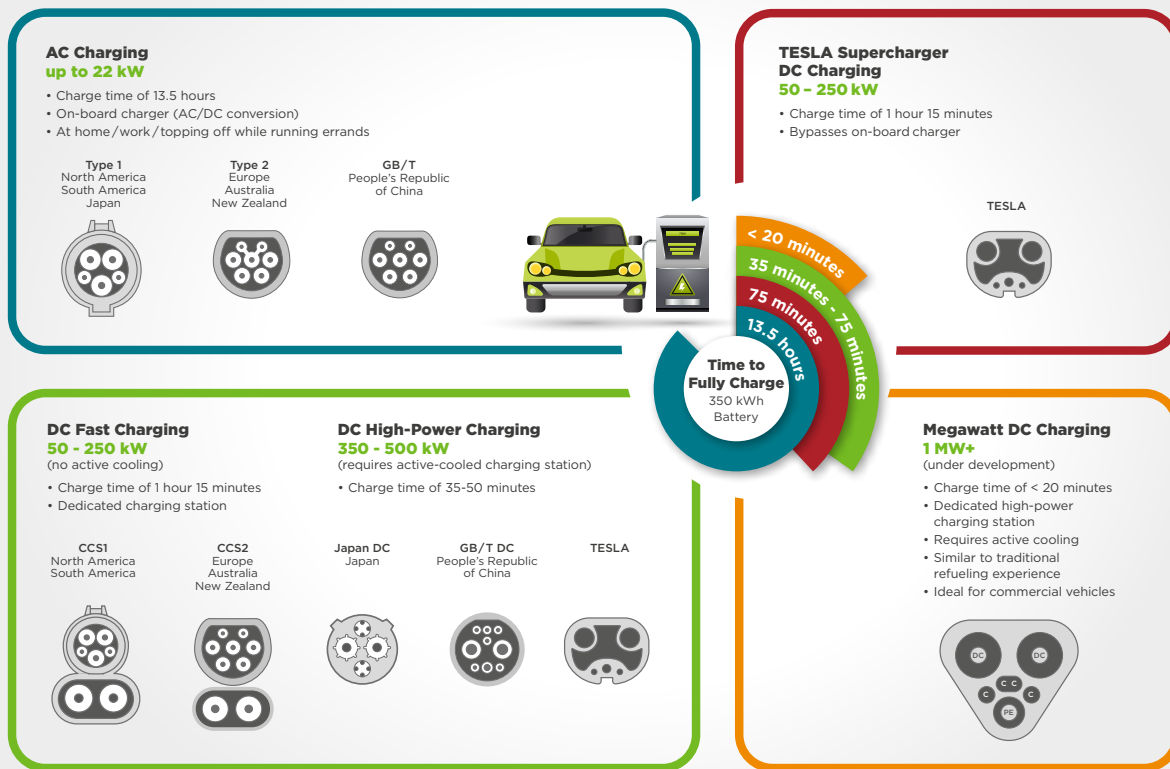 AC Charging
up to 22 kW
• Charge time of 13.5 hours
• On-board charger (AC/DC conversion)
• At home/work/topping off while running errands
Type 1
North America
South America
Japan
Type 2
Europe
Australia
New Zealand
GB/T
People's Republic
of China
TESLA Supercharger
DC Charging
50 – 250 kW
• Charge time of 1 hour 15 minutes
• Bypasses on-board charger
TESLA
< 20 minutes
35 minutes - 75 minutes
75 minutes
13.5 hours
Time to
Fully Charge
350 kWh
Battery
DC Fast Charging
50 - 250 kW
(no active cooling)
• Charge time of 1 hour 15 minutes
• Dedicated charging station
DC High-Power Charging
350 - 500 kW
(requires active-cooled charging station)
• Charge time of 35-50 minutes
CCS1
North America
South America
CCS2
Europe
Australia
New Zealand
Japan DC
Japan
GB/T DC
People's Republic
of China
TESLA
Megawatt DC Charging
1 MW+
(under development)
• Charge time of < 20 minutes
• Dedicated high-power
charging station
• Requires active cooling
• Similar to traditional
refueling experience
• Ideal for commercial vehicles
DC
DC
C C
C
C
PE